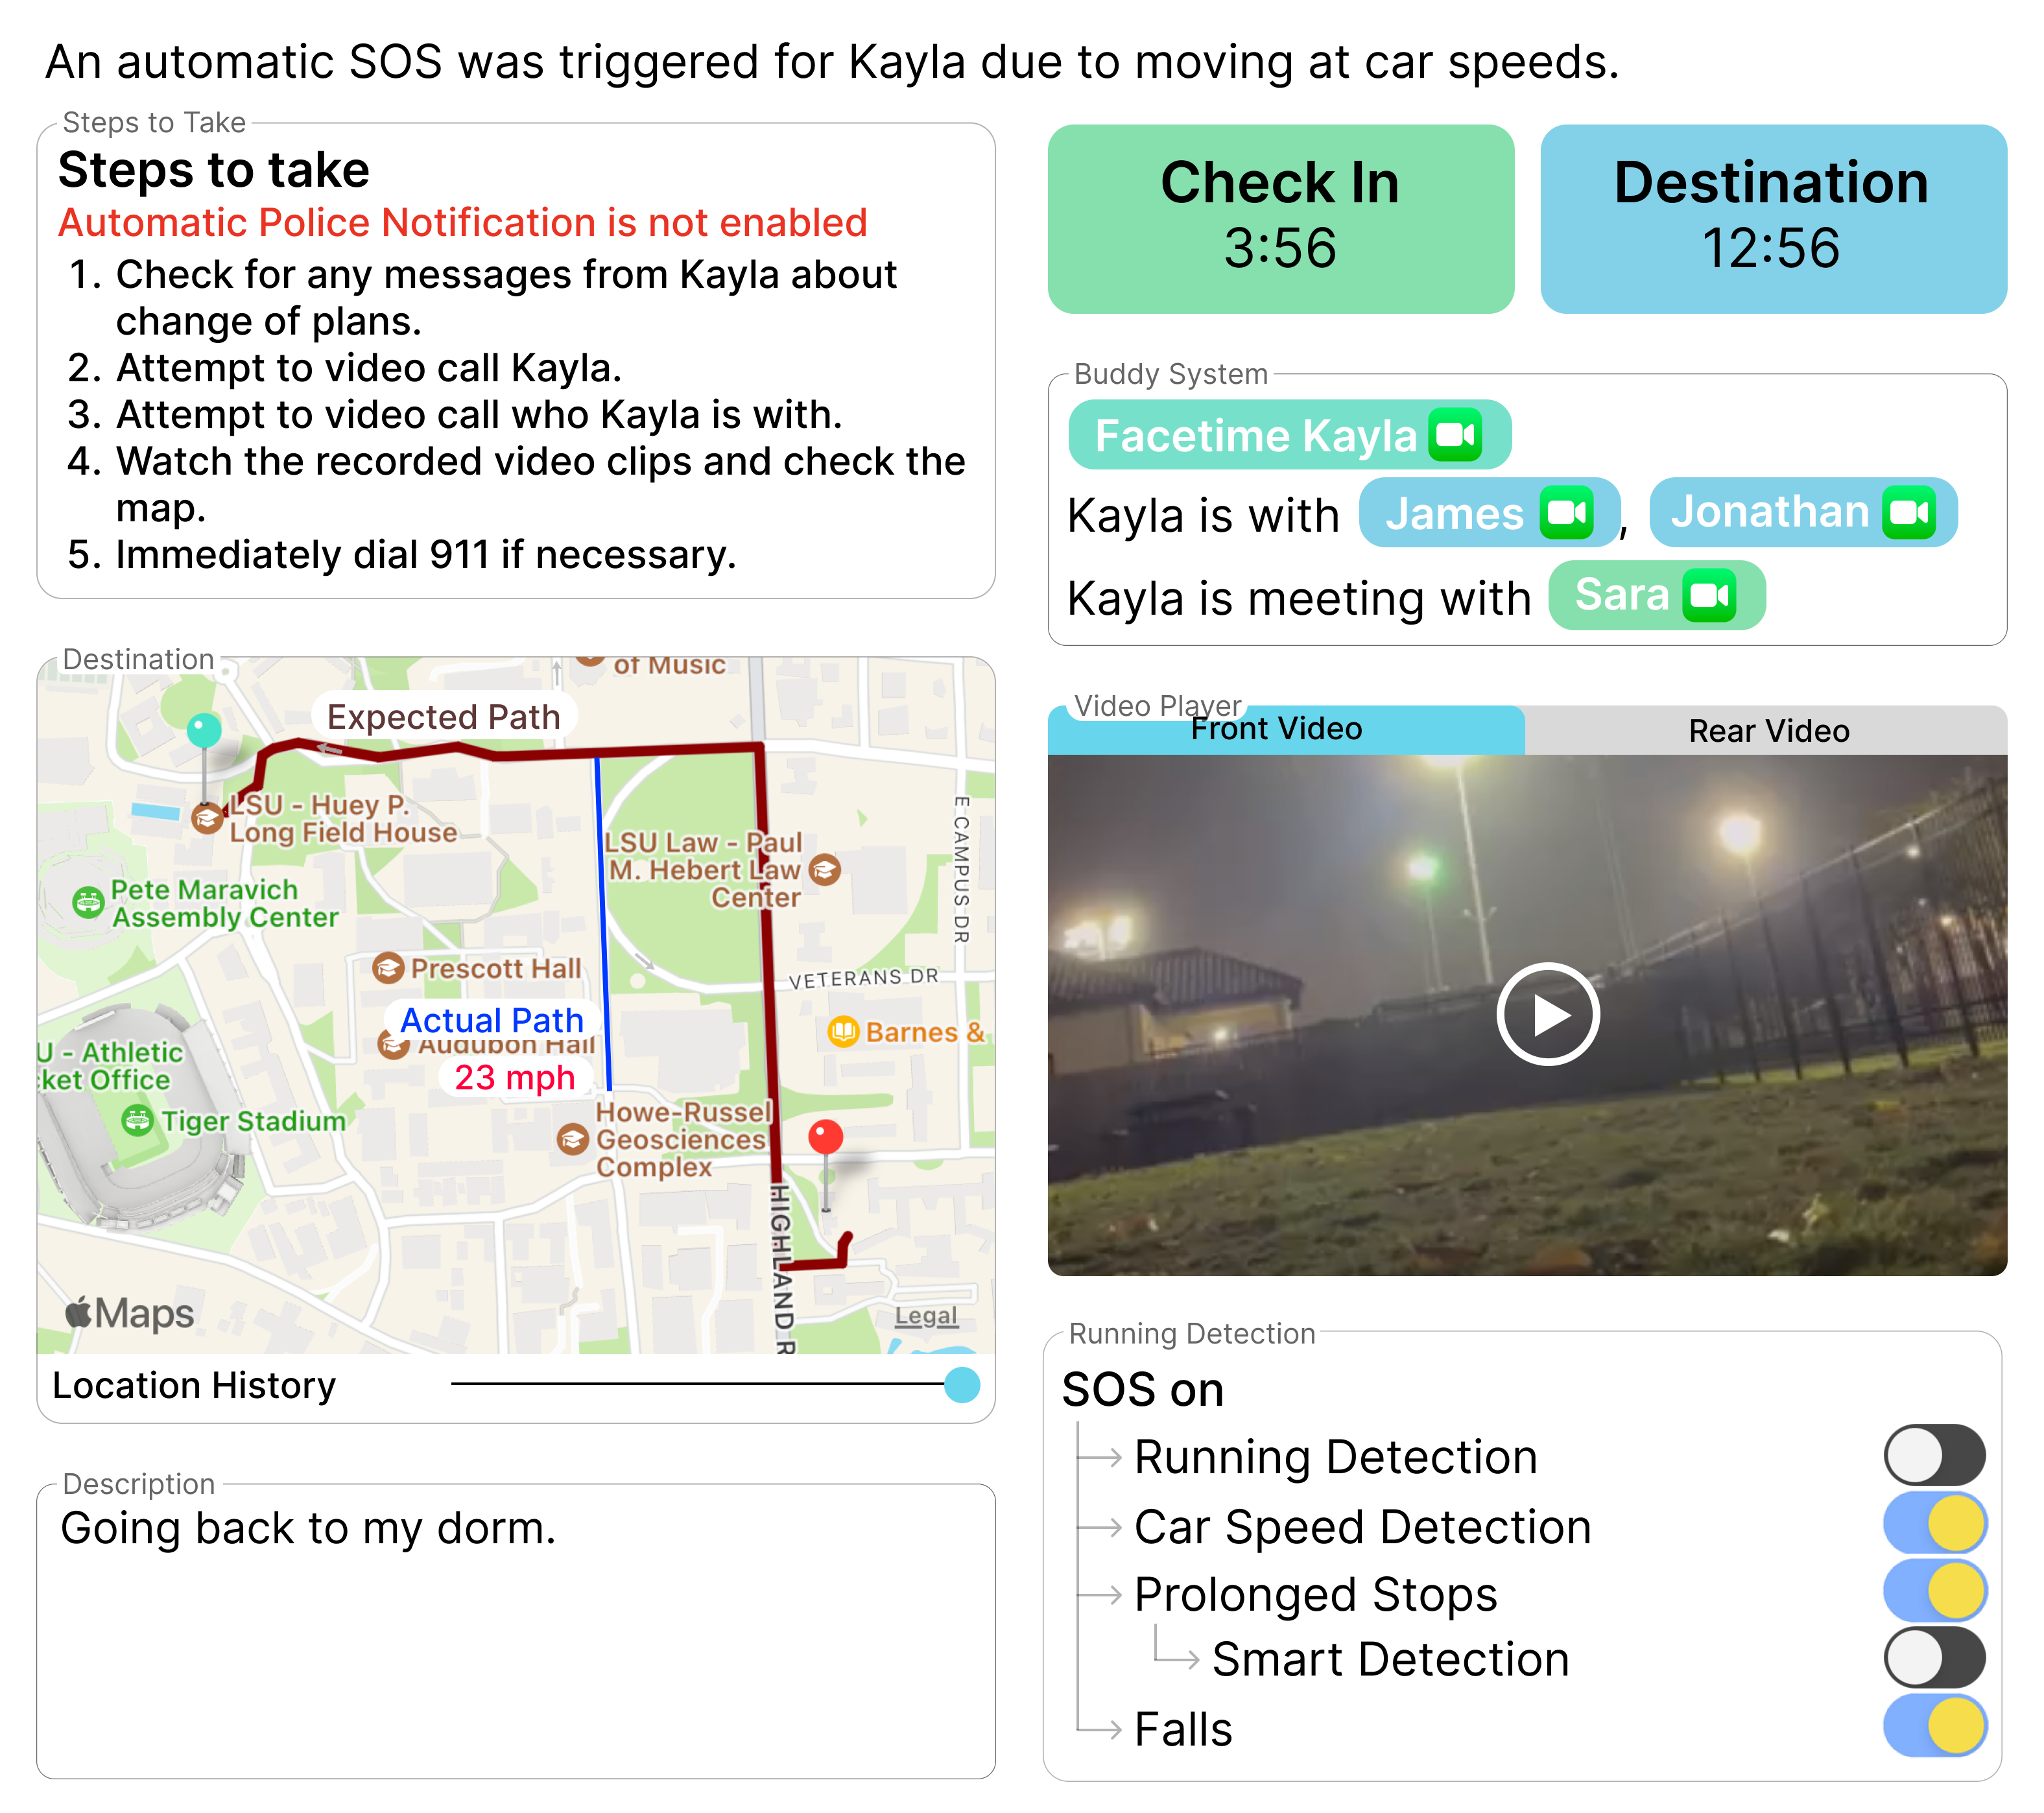 An automatic SOS was triggered for Kayla due to moving at car speeds.
Steps to Take
Steps to take
Automatic Police Notification is not enabled
1. Check for any messages from Kayla about
change of plans.
2. Attempt to video call Kayla.
3. Attempt to video call who Kayla is with.
4. Watch the recorded video clips and check the
map.
5. Immediately dial 911 if necessary.
Check In
3:56
Destination
12:56
Buddy System
Facetime Kayla
Kayla is with James , Jonathan
Kayla is meeting with Sara
Destination
of Music
Expected Path
LSU - Huey P.
Long Field House
LSU Law - Paul
M. Hebert Law
Center
E CAMPUS DR
Pete Maravich
Assembly Center
Prescott Hall
VETERANS DR
Actual Path
Audubon Hall
Barnes &
U - Athletic
ket Office
23 mph
Tiger Stadium
Howe-Russel
Geosciences
Complex
HIGHLAND R
Maps
Legal
Location History
Video Player
Front Video
Rear Video
Description
Going back to my dorm.
Running Detection
SOS on
Running Detection
Car Speed Detection
Prolonged Stops
Smart Detection
Falls